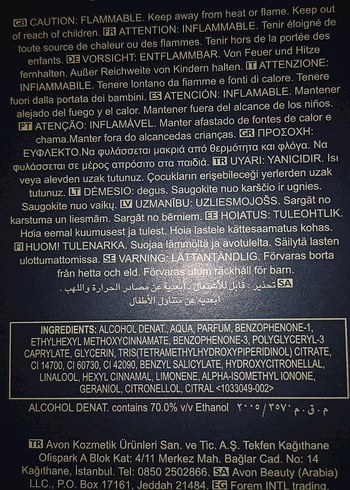 GB CAUTION: FLAMMABLE. Keep away from heat or flame. Keep out
of reach of children. FR ATTENTION: INFLAMMABLE. Tenir éloigné de
toute source de chaleur ou des flammes. Tenir hors de la portée des
enfants. DE VORSICHT: ENTFLAMMBAR. Von Feuer und Hitze
fernhalten. Außer Reichweite von Kindern halten. IT ATTENZIONE:
INFIAMMABILE. Tenere lontano da fiamme e fonti di calore. Tenere
fuori dalla portata dei bambini. ES ATENCIÓN: INFLAMABLE. Mantener
alejado del fuego y el calor. Mantener fuera del alcance de los niños.
PT ATENÇÃO: INFLAMÁVEL. Manter afastado de fontes de calor e
chama. Manter fora do alcance das crianças. GR ΠΡΟΣΟΧΗ:
ΕΥΦΛΕΚΤΟ. Να φυλάσσεται μακριά από θερμότητα και φλόγα. Να
φυλάσσεται σε μέρος απρόσιτο στα παιδιά. TR UYARI: YANICIDIR. Isı
veya alevden uzak tutunuz. Çocukların erişebileceği yerlerden uzak
tutunuz. LT DĖMESIO: degus. Saugokite nuo karščio ir ugnies.
Saugokite nuo vaikų. LV UZMANĪBU: UZLIESMOJOŠS. Sargāt no
karstuma un liesmām. Sargāt no bērniem. EE HOIATUS: TULEOHTLIK.
Hoia eemal kuumusest ja tulest, Hoia lastele kättesaamatus kohas.
FI HUOM! TULENARKA. Suojaa lämmöltä ja avotulelta. Säilytä lasten
ulottumattomissa. SE VARNING: LÄTTANTÄNDLIG. Förvaras borta
från hetta och eld. Förvaras utom räckhåll för barn.
SA تحذير: قابل للاشتعال. أبعديه عن مصادر الحرارة واللهب.
أبعديه عن متناول الأطفال
INGREDIENTS: ALCOHOL DENAT., AQUA, PARFUM, BENZOPHENONE-1,
ETHYLHEXYL METHOXYCINNAMATE, BENZOPHENONE-3, POLYGLYCERYL-3
CAPRYLATE, GLYCERIN, TRIS(TETRAMETHYLHYDROXYPIPERIDINOL) CITRATE,
CI 14700, CI 60730, CI 42090, BENZYL SALICYLATE, HYDROXYCITRONELLAL,
LINALOOL, HEXYL CINNAMAL, LIMONENE, ALPHA-ISOMETHYL IONONE,
GERANIOL, CITRONELLOL, CITRAL <1033049-002>
ALCOHOL DENAT. contains 70.0% v/v Ethanol م.ق.م ٣٥٧٠/٢٠٠٥
TR Avon Kozmetik Ürünleri San. ve Tic. A.Ş. Tekfen Kağıthane
Ofispark A Blok Kat: 4/11 Merkez Mah. Bağlar Cad. No: 14
Kağıthane, İstanbul. Tel: 0850 2502866. SA Avon Beauty (Arabia)
LLC., P.O. Box 17161, Jeddah 21484. EG Forem INTL trading.